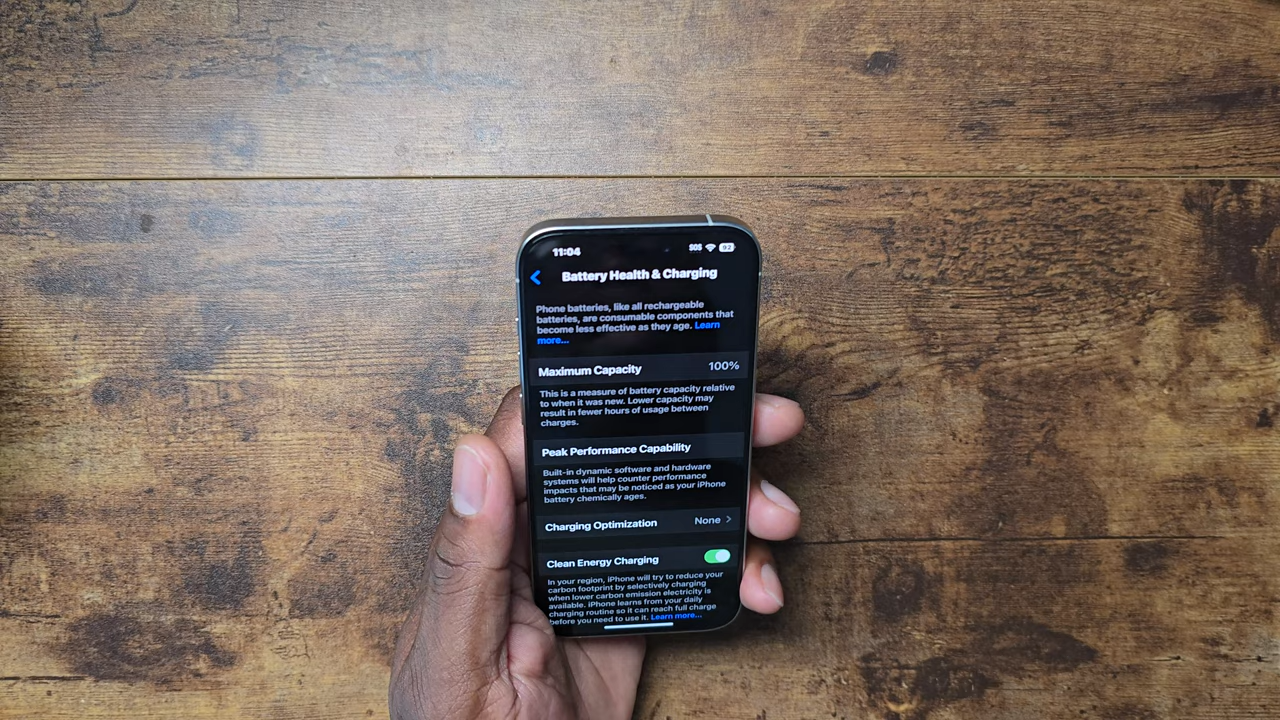 11:04 SOS 92
Battery Health & Charging
Phone batteries, like all rechargeable
batteries, are consumable components that
become less effective as they age. Learn
more...
Maximum Capacity 100%
This is a measure of battery capacity relative
to when it was new. Lower capacity may
result in fewer hours of usage between
charges.
Peak Performance Capability
Built-in dynamic software and hardware
systems will help counter performance
impacts that may be noticed as your iPhone
battery chemically ages.
Charging Optimization None >
Clean Energy Charging
In your region, iPhone will try to reduce your
carbon footprint by selectively charging
when lower carbon emission electricity is
available. iPhone learns from your daily
charging routine so it can reach full charge
before you need to use it. Learn more...